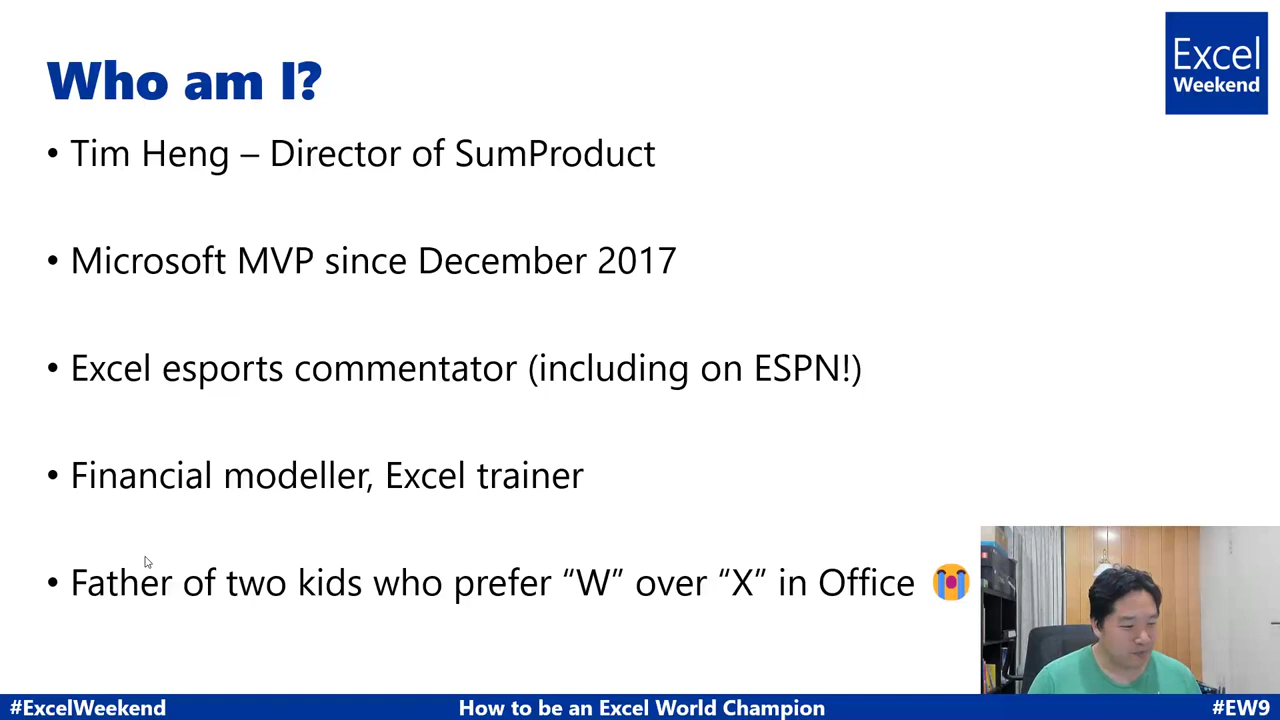 Who am I?
Excel
Weekend
• Tim Heng – Director of SumProduct
• Microsoft MVP since December 2017
• Excel esports commentator (including on ESPN!)
• Financial modeller, Excel trainer
• Father of two kids who prefer “W” over “X” in Office 😭
#ExcelWeekend
How to be an Excel World Champion
#EW9